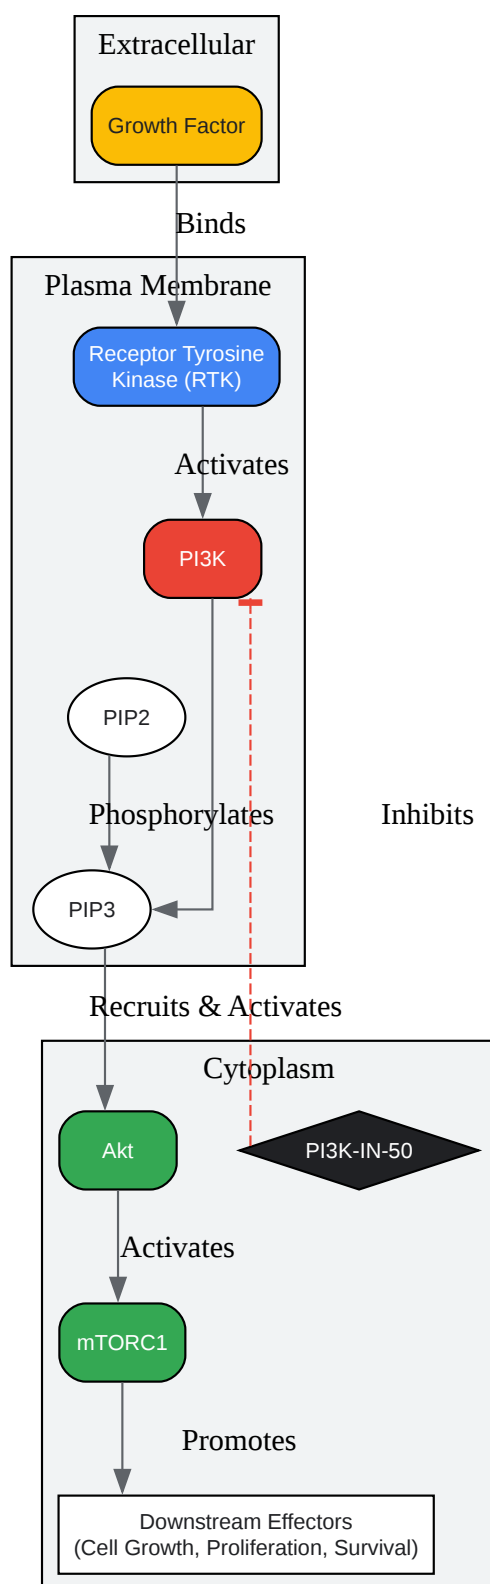 Extracellular
Growth Factor
Binds
Plasma Membrane
Receptor Tyrosine
Kinase (RTK)
Activates
PI3K
PIP2
Phosphorylates
Inhibits
PIP3
Recruits & Activates
Cytoplasm
Akt
PI3K-IN-50
Activates
mTORC1
Promotes
Downstream Effectors
(Cell Growth, Proliferation, Survival)